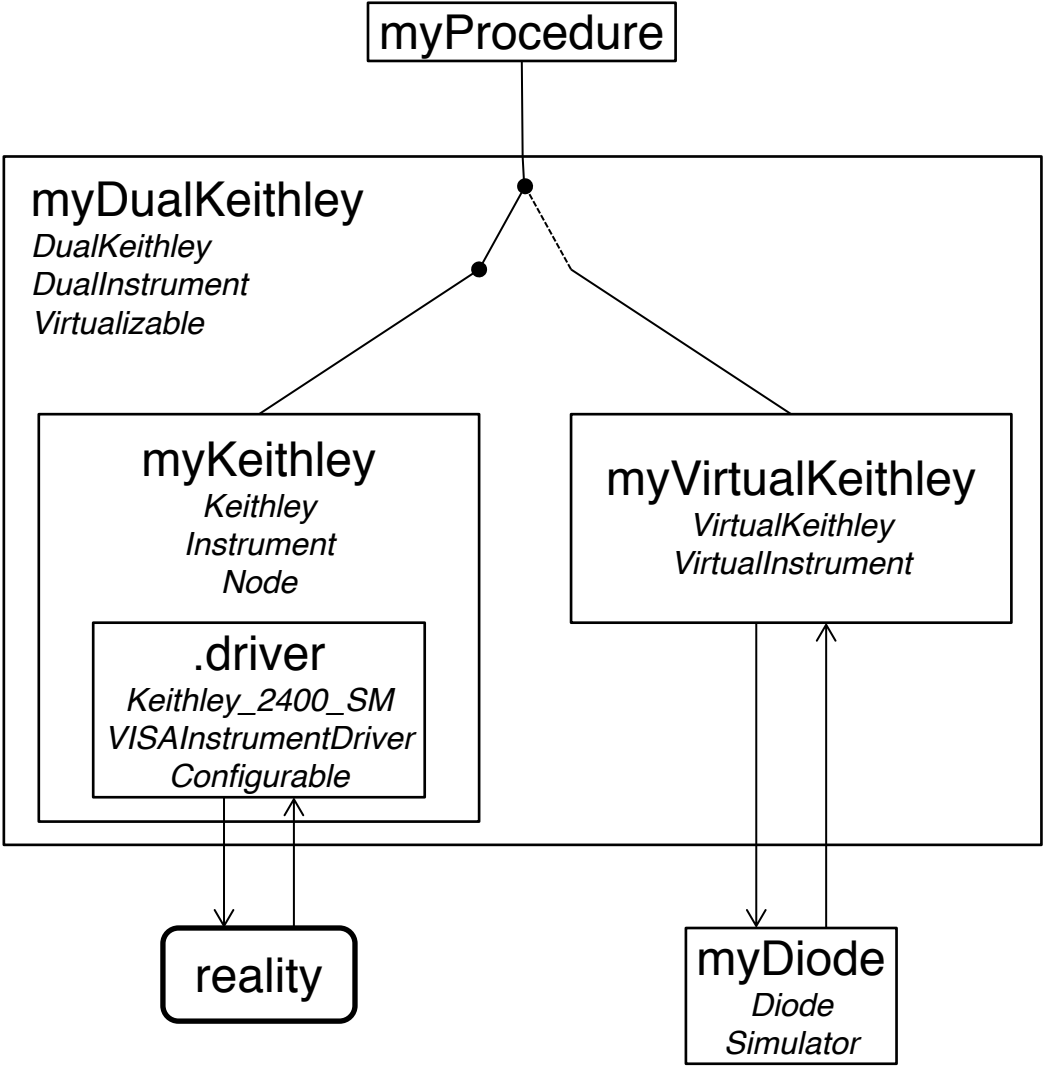 myProcedure
myDualKeithley
DualKeithley
DualInstrument
Virtualizable
myKeithley
Keithley
Instrument
Node
.driver
Keithley_2400_SM
VISAInstrumentDriver
Configurable
myVirtualKeithley
VirtualKeithley
VirtualInstrument
reality
myDiode
Diode
Simulator